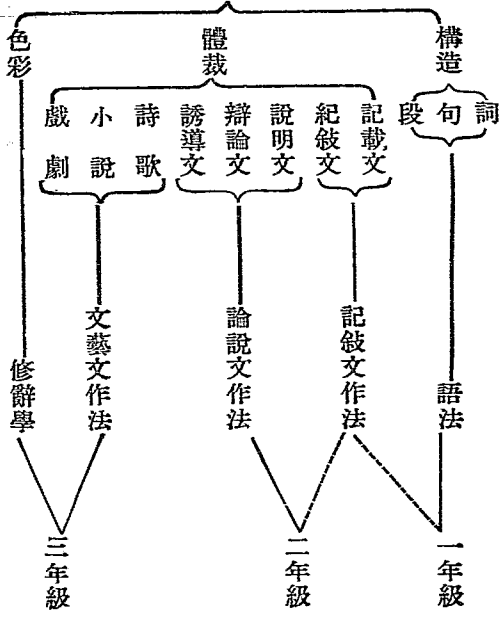 構造
體裁
色彩
詞
句
段
記載文
紀敍文
說明文
辯論文
誘導文
詩歌
小說
戲劇
語法
記敍文作法
論說文作法
文藝文作法
修辭學
一年級
二年級
三年級